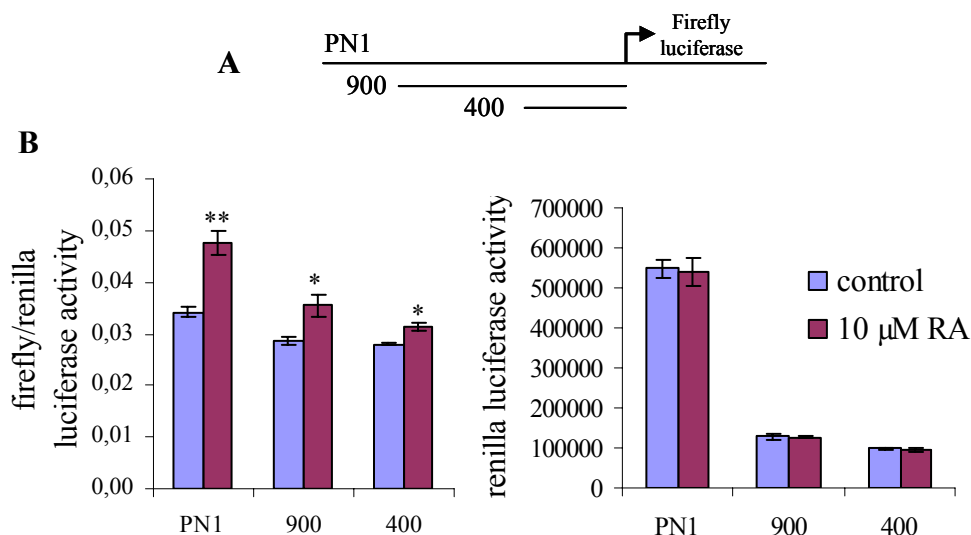 A
PN1
Firefly
luciferase
900
400
B
firefly/renilla
luciferase activity
0,06
0,05
0,04
0,03
0,02
0,01
0,00
**
*
*
PN1 900 400
renilla luciferase activity
700000
600000
500000
400000
300000
200000
100000
0
PN1 900 400
control
10 μM RA